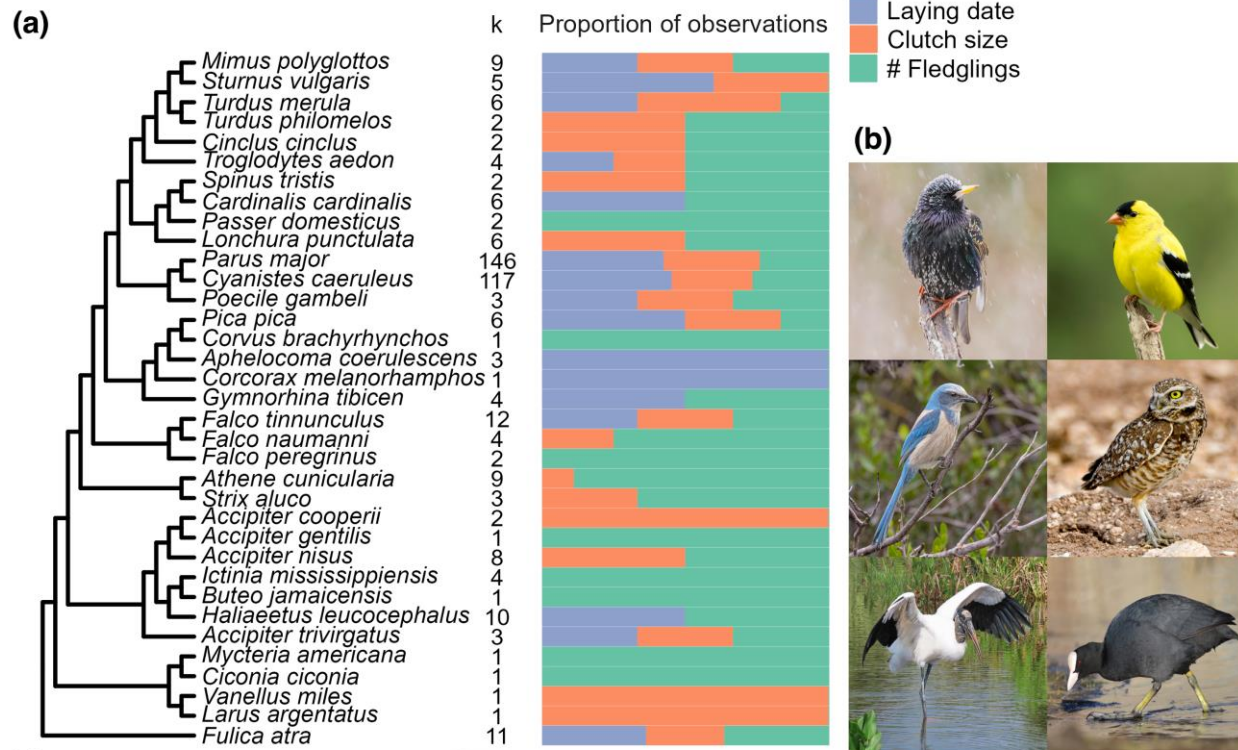 (a)
k Proportion of observations
Laying date
Clutch size
# Fledglings
Mimus polyglottos 9
Sturnus vulgaris 5
Turdus merula 6
Turdus philomelos 2
Cinclus cinclus 2
Troglodytes aedon 4
Spinus tristis 2
Cardinalis cardinalis 6
Passer domesticus 2
Lonchura punctulata 6
Parus major 146
Cyanistes caeruleus 117
Poecile gambeli 3
Pica pica 6
Corvus brachyrhynchos 1
Aphelocoma coerulescens 3
Corcorax melanorhamphos 1
Gymnorhina tibicen 4
Falco tinnunculus 12
Falco naumanni 4
Falco peregrinus 2
Athene cunicularia 9
Strix aluco 3
Accipiter cooperii 2
Accipiter gentilis 1
Accipiter nisus 8
Ictinia mississippiensis 4
Buteo jamaicensis 1
Haliaeetus leucocephalus 10
Accipiter trivirgatus 3
Mycteria americana 1
Ciconia ciconia 1
Vanellus miles 1
Larus argentatus 1
Fulica atra 11
(b)